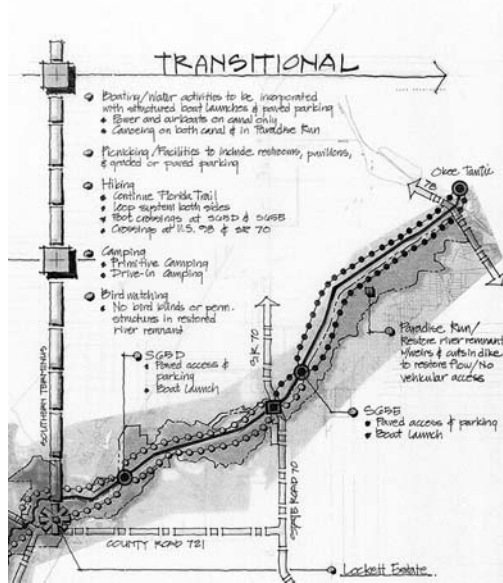 TRANSITIONAL
Boating/Water activities to be incorporated
with structured boat launches & paved parking
Power and airboats on canal only
Canoeing on both canal & in Paradise Run
Picnicking/Facilities to include restrooms, pavilions,
& graded or paved parking
Hiking
Continue Florida Trail
Loop system both sides
Foot crossings at SG5D & SG5E
Crossings at U.S. 98 & SR 70
Camping
Primitive Camping
Drive-In Camping
Bird watching
No bird blinds or perm.
structures in restored
river remnant
Okee Tantie
78
Paradise Run/
Restore river remnant
w/weirs & cuts in dike
to restore flow/No
vehicular access
SG5D
Paved access &
parking
Boat Launch
S.R. 70
SG5E
Paved access & parking
Boat Launch
SOUTHERN TERMINUS
STATE ROAD 70
COUNTY ROAD 721
Lockett Estate